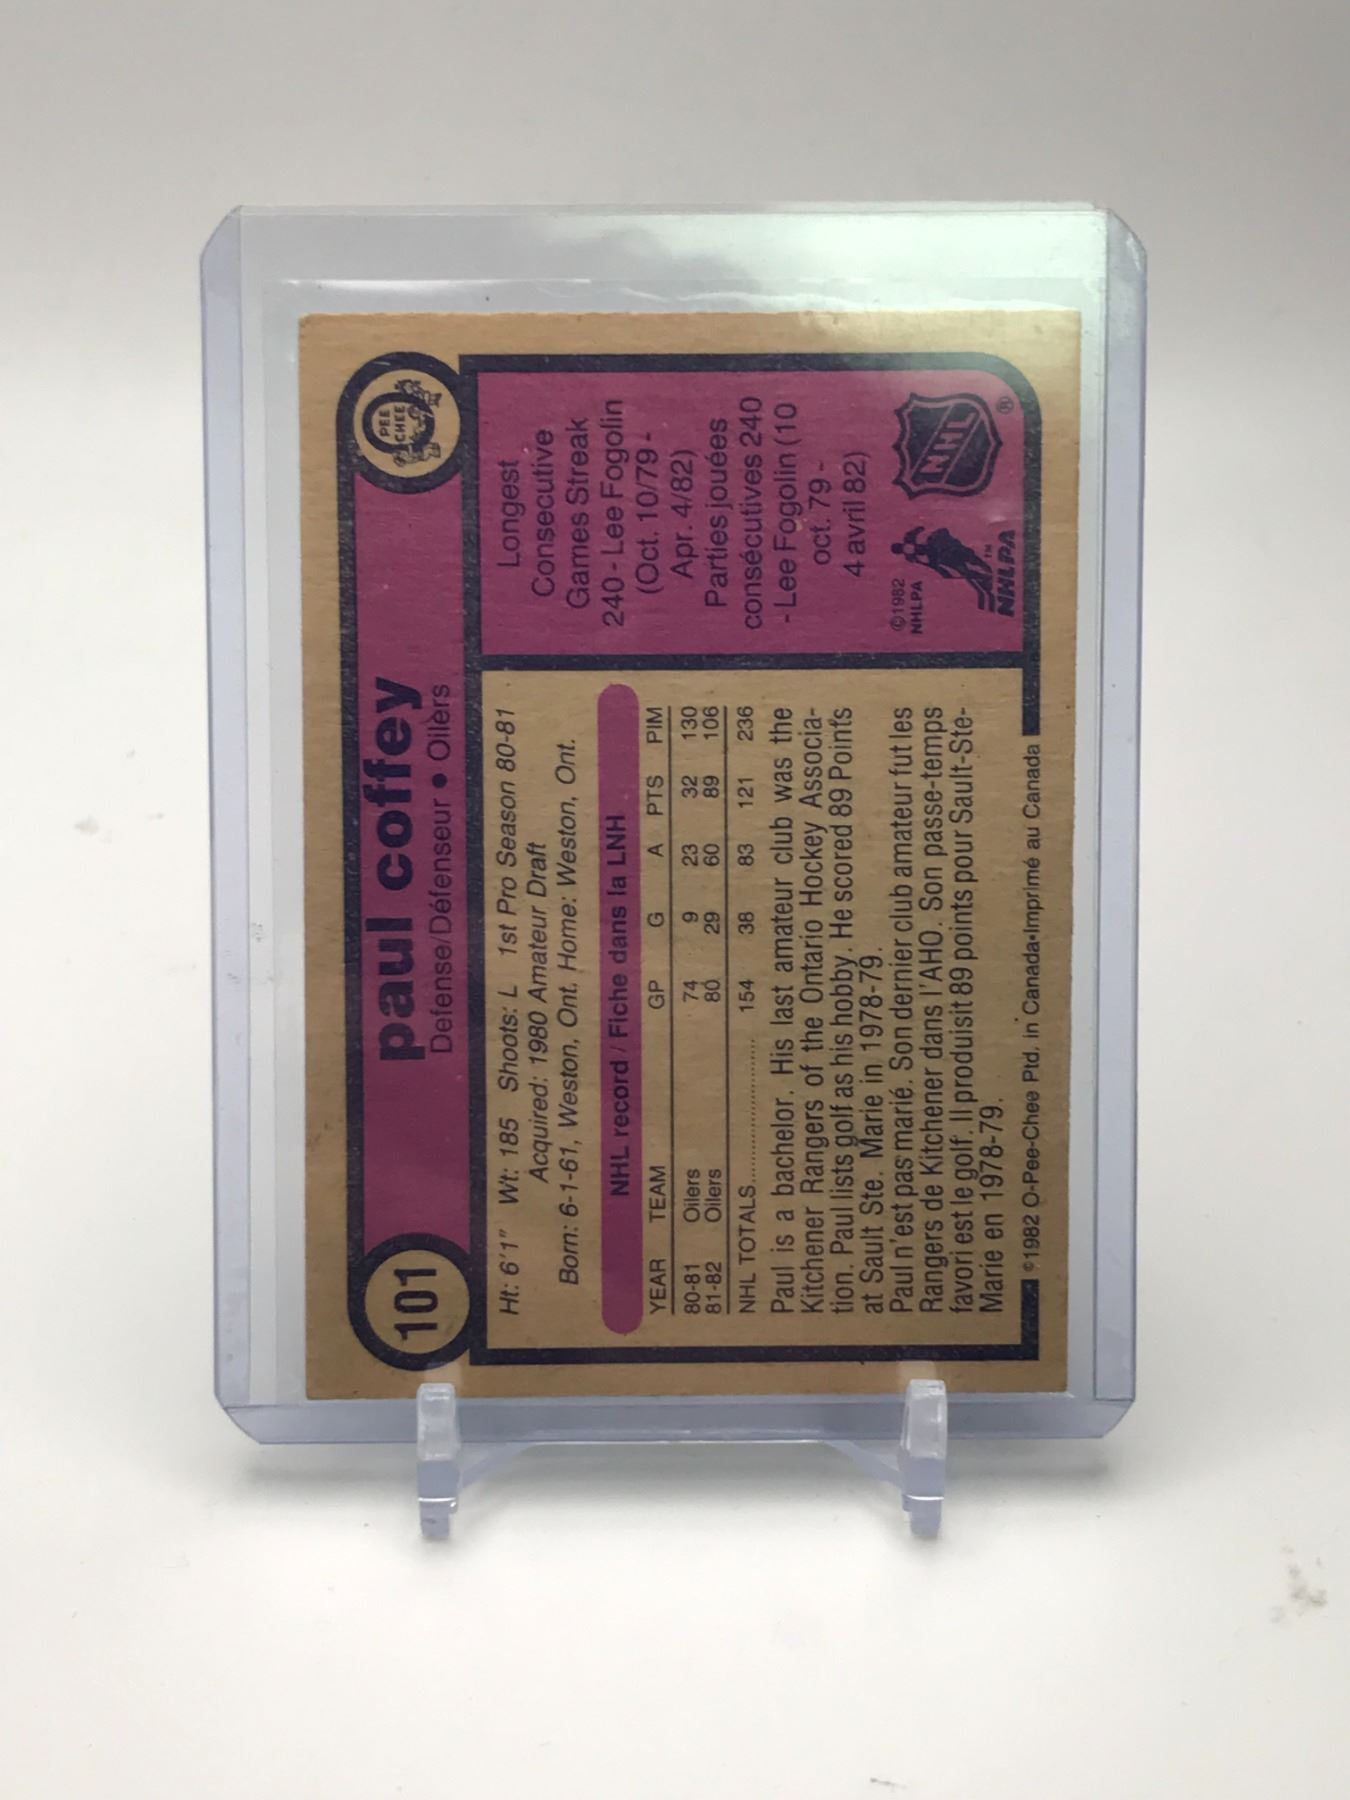 101
paul coffey
Defense/Défenseur • Oilers
PEE
CHEE
Ht: 6'1" Wt: 185 Shoots: L 1st Pro Season 80-81
Acquired: 1980 Amateur Draft
Born: 6-1-61, Weston, Ont. Home: Weston, Ont.
NHL record / Fiche dans la LNH
YEAR TEAM GP G A PTS PIM
80-81 Oilers 74 9 23 32 130
81-82 Oilers 80 29 60 89 106
NHL TOTALS.................... 154 38 83 121 236
Paul is a bachelor. His last amateur club was the
Kitchener Rangers of the Ontario Hockey Associa-
tion. Paul lists golf as his hobby. He scored 89 Points
at Sault Ste. Marie in 1978-79.
Paul n'est pas marié. Son dernier club amateur fut les
Rangers de Kitchener dans l'AHO. Son passe-temps
favori est le golf. Il produisit 89 points pour Sault-Ste-
Marie en 1978-79.
©1982 O-Pee-Chee Ptd. in Canada•Imprimé au Canada
Longest
Consecutive
Games Streak
240 - Lee Fogolin
(Oct. 10/79 -
Apr. 4/82)
Parties jouées
consécutives 240
- Lee Fogolin (10
oct. 79 -
4 avril 82)
©1982
NHLPA
NHLPA™
NHL®